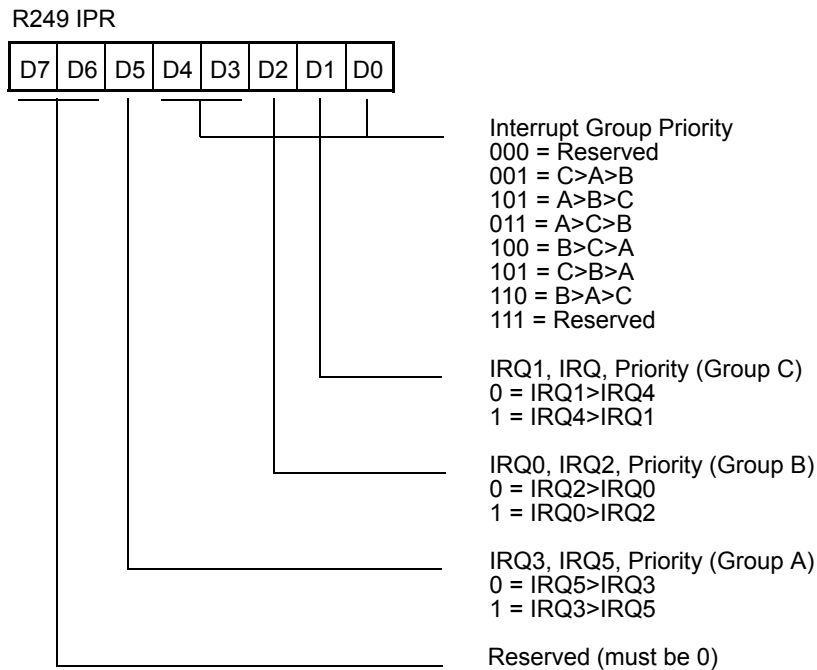 R249 IPR
D7 D6 D5 D4 D3 D2 D1 D0
Interrupt Group Priority
000 = Reserved
001 = C>A>B
101 = A>B>C
011 = A>C>B
100 = B>C>A
101 = C>B>A
110 = B>A>C
111 = Reserved
IRQ1, IRQ, Priority (Group C)
0 = IRQ1>IRQ4
1 = IRQ4>IRQ1
IRQ0, IRQ2, Priority (Group B)
0 = IRQ2>IRQ0
1 = IRQ0>IRQ2
IRQ3, IRQ5, Priority (Group A)
0 = IRQ5>IRQ3
1 = IRQ3>IRQ5
Reserved (must be 0)